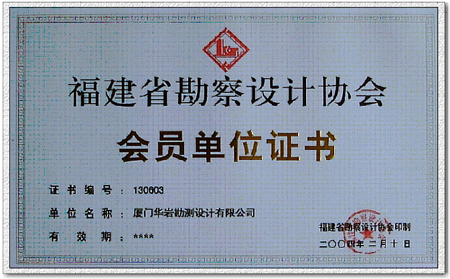 福建省勘察设计协会
会员单位证书
证书编号：130603
单位名称：厦门华岩勘测设计有限公司
有效期：****
福建省勘察设计协会印制
二〇〇四年二月十日